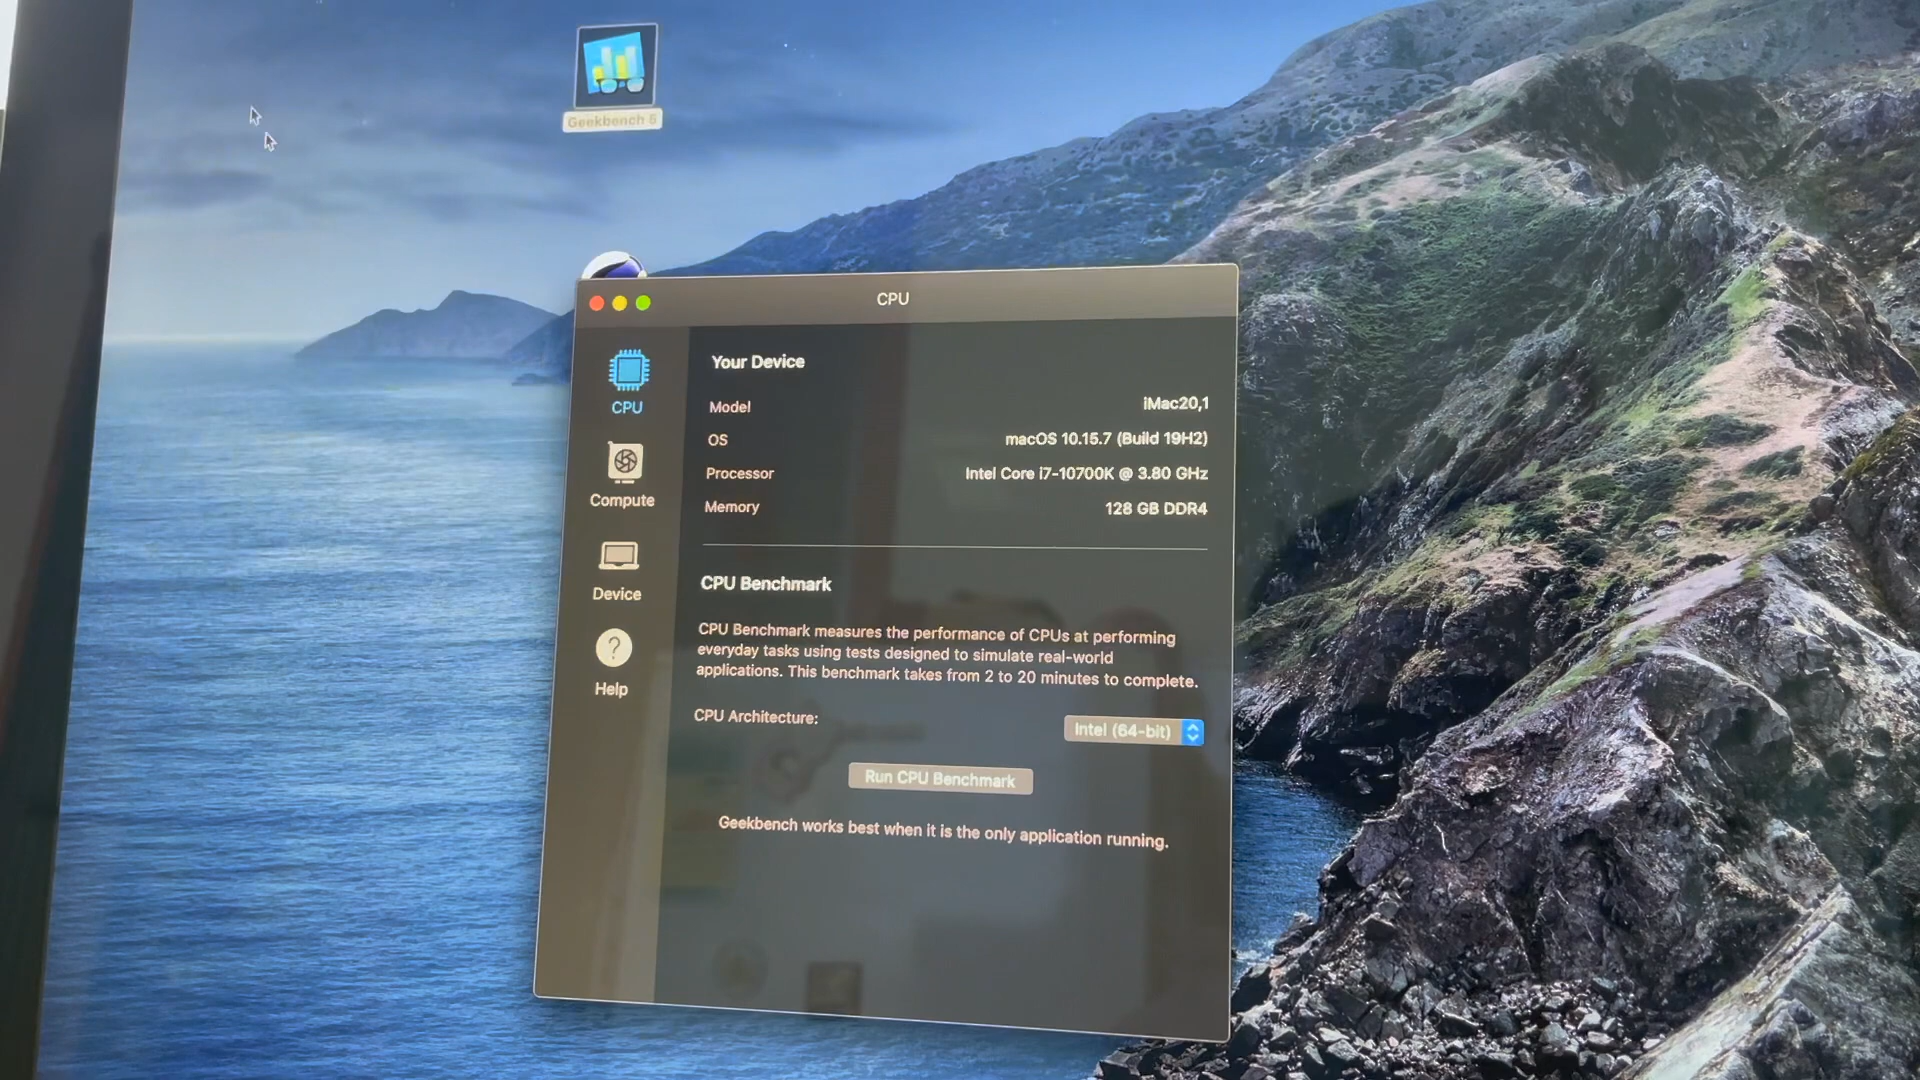 Geekbench 5
CPU
CPU
Compute
Device
?
Help
Your Device
Model iMac20,1
OS macOS 10.15.7 (Build 19H2)
Processor Intel Core i7-10700K @ 3.80 GHz
Memory 128 GB DDR4
CPU Benchmark
CPU Benchmark measures the performance of CPUs at performing
everyday tasks using tests designed to simulate real-world
applications. This benchmark takes from 2 to 20 minutes to complete.
CPU Architecture: Intel (64-bit)
Run CPU Benchmark
Geekbench works best when it is the only application running.